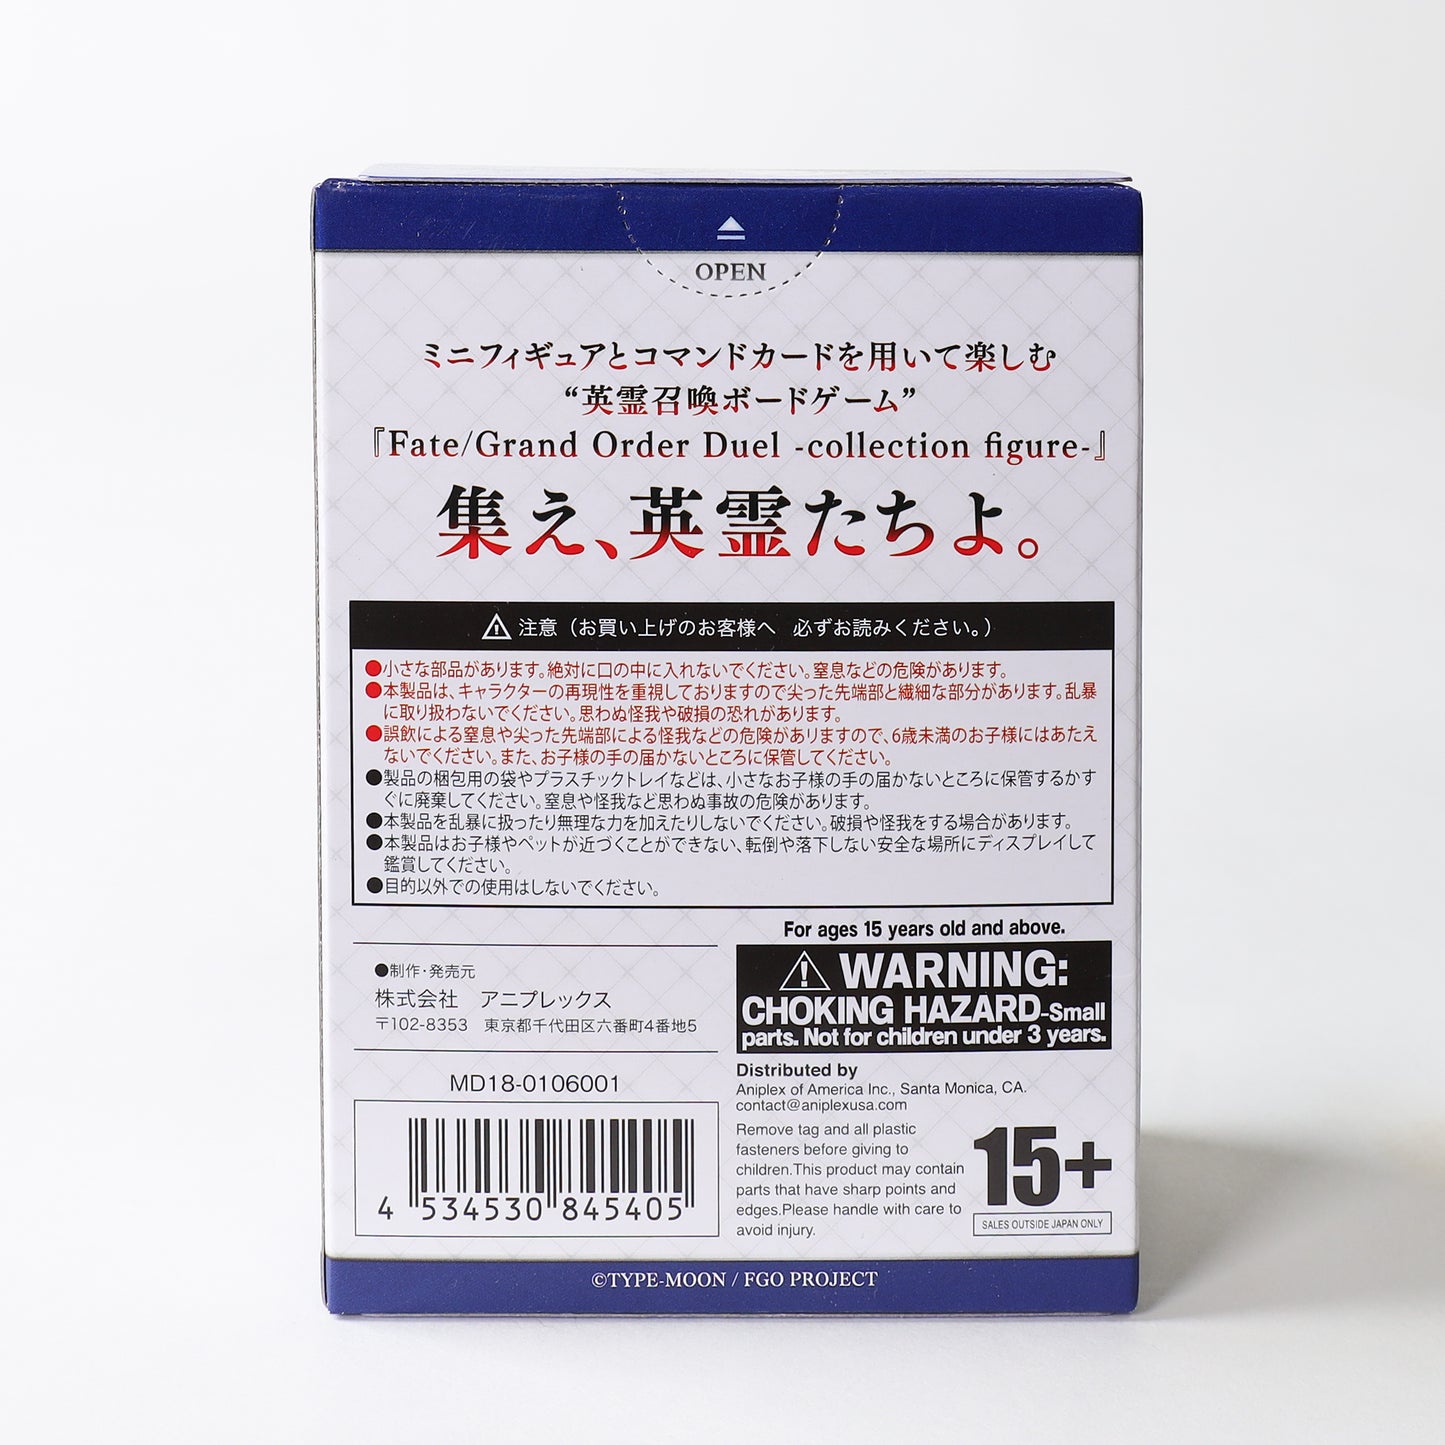 OPEN
ミニフィギュアとコマンドカードを用いて楽しむ
“英霊召喚ボードゲーム”
『Fate/Grand Order Duel -collection figure-』
集え、英霊たちよ。
注意（お買い上げのお客様へ 必ずお読みください。）
●小さな部品があります。絶対に口の中に入れないでください。窒息などの危険があります。
●本製品は、キャラクターの再現性を重視しておりますので尖った先端部と繊細な部分があります。乱暴
に取り扱わないでください。思わぬ怪我や破損の恐れがあります。
●誤飲による窒息や尖った先端部による怪我などの危険がありますので、6歳未満のお子様にはあたえ
ないでください。また、お子様の手の届かないところに保管してください。
●製品の梱包用の袋やプラスチックトレイなどは、小さなお子様の手の届かないところに保管するかす
ぐに廃棄してください。窒息や怪我など思わぬ事故の危険があります。
●本製品を乱暴に扱ったり無理な力を加えたりしないでください。破損や怪我をする場合があります。
●本製品はお子様やペットが近づくことができない、転倒や落下しない安全な場所にディスプレイして
鑑賞してください。
●目的以外での使用はしないでください。
●制作・発売元
株式会社 アニプレックス
〒102-8353 東京都千代田区六番町4番地5
MD18-0106001
4 534530 845405
For ages 15 years old and above.
WARNING:
CHOKING HAZARD-Small
parts. Not for children under 3 years.
Distributed by
Aniplex of America Inc., Santa Monica, CA.
contact@aniplexusa.com
Remove tag and all plastic
fasteners before giving to
children.This product may contain
parts that have sharp points and
edges.Please handle with care to
avoid injury.
15+
SALES OUTSIDE JAPAN ONLY
©TYPE-MOON / FGO PROJECT